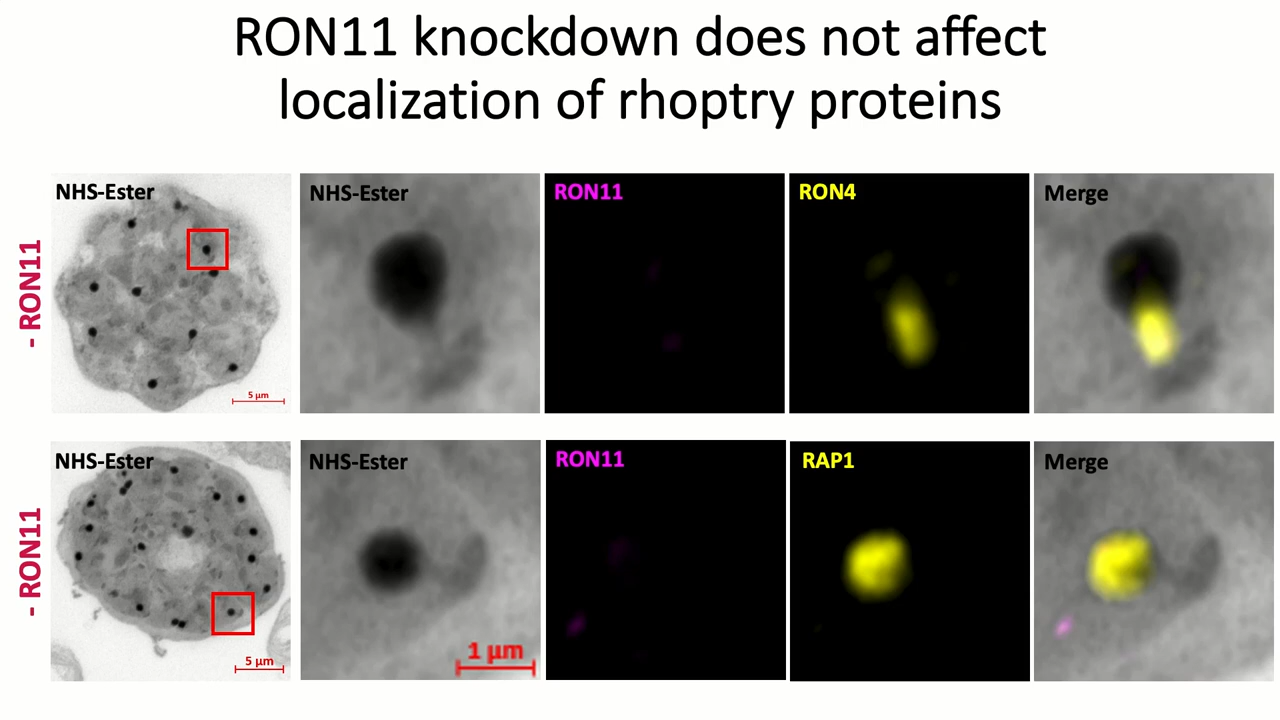 RON11 knockdown does not affect
localization of rhoptry proteins
- RON11
NHS-Ester
5 µm
NHS-Ester
RON11
RON4
Merge
- RON11
NHS-Ester
5 µm
NHS-Ester
1 µm
RON11
RAP1
Merge